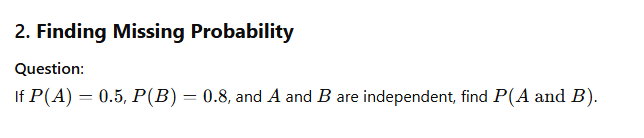 2. Finding Missing Probability
Question:
If P(A) = 0.5, P(B) = 0.8, and A and B are independent, find P(A and B).